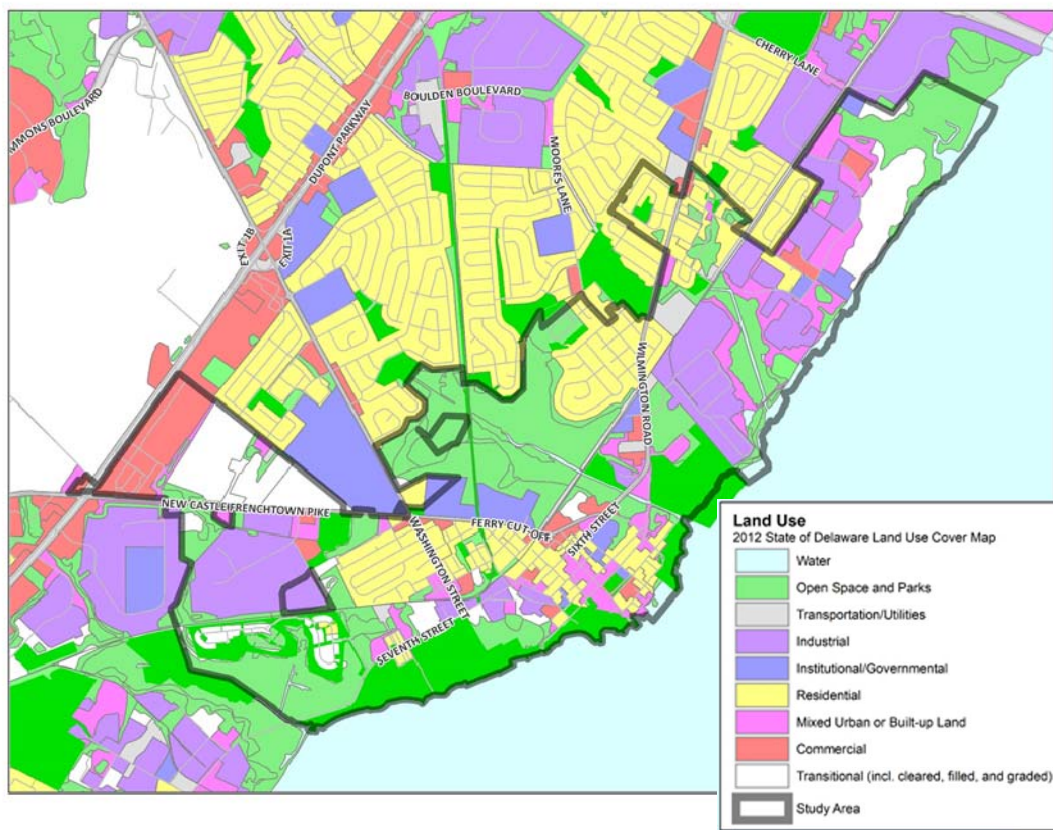 CHERRY LANE
MMONS BOULEVARD
BOULDEN BOULEVARD
DUPONT PARKWAY
MOORES LANE
EXIT 1B
EXIT 1A
WILMINGTON ROAD
NEW CASTLE FRENCHTOWN PIKE
FERRY CUT OFF
SIXTH STREET
WASHINGTON STREET
SEVENTH STREET
Land Use
2012 State of Delaware Land Use Cover Map
Water
Open Space and Parks
Transportation/Utilities
Industrial
Institutional/Governmental
Residential
Mixed Urban or Built-up Land
Commercial
Transitional (incl. cleared, filled, and graded)
Study Area